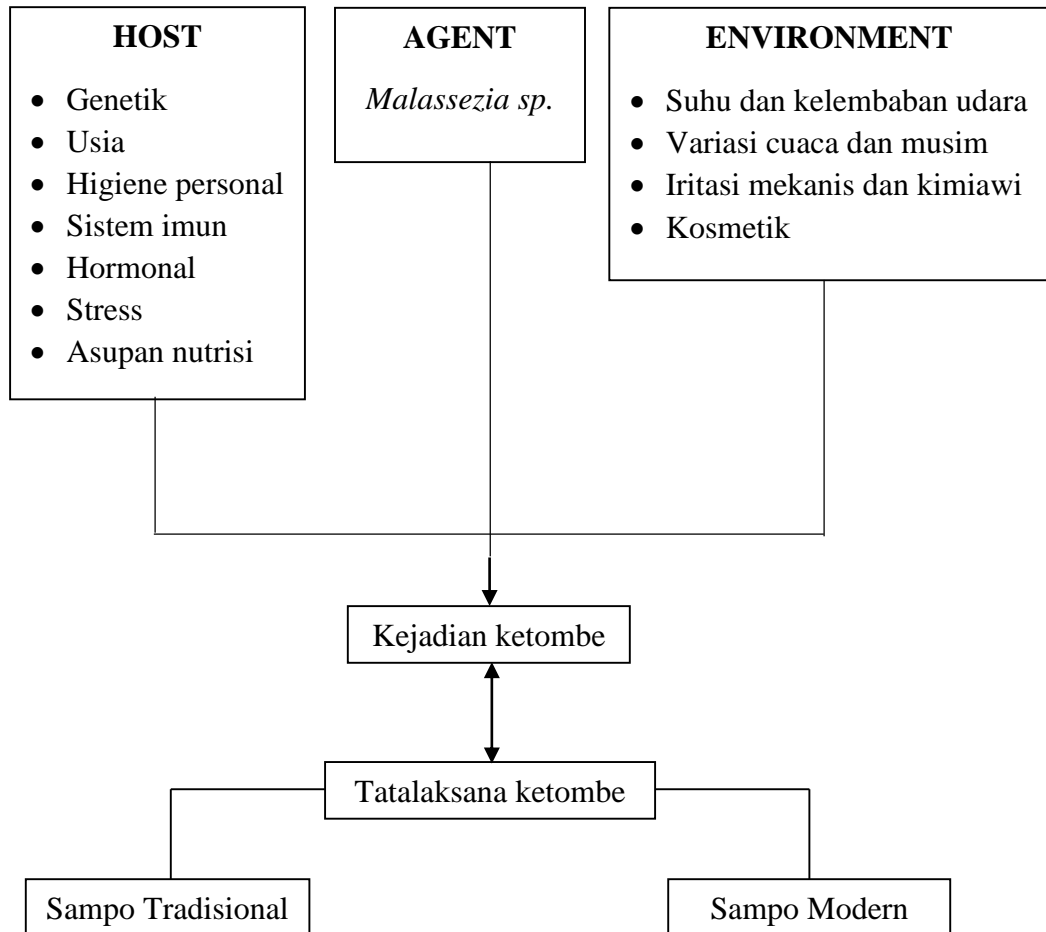 HOST
• Genetik
• Usia
• Higiene personal
• Sistem imun
• Hormonal
• Stress
• Asupan nutrisi
AGENT
Malassezia sp.
ENVIRONMENT
• Suhu dan kelembaban udara
• Variasi cuaca dan musim
• Iritasi mekanis dan kimiawi
• Kosmetik
Kejadian ketombe
Tatalaksana ketombe
Sampo Tradisional
Sampo Modern